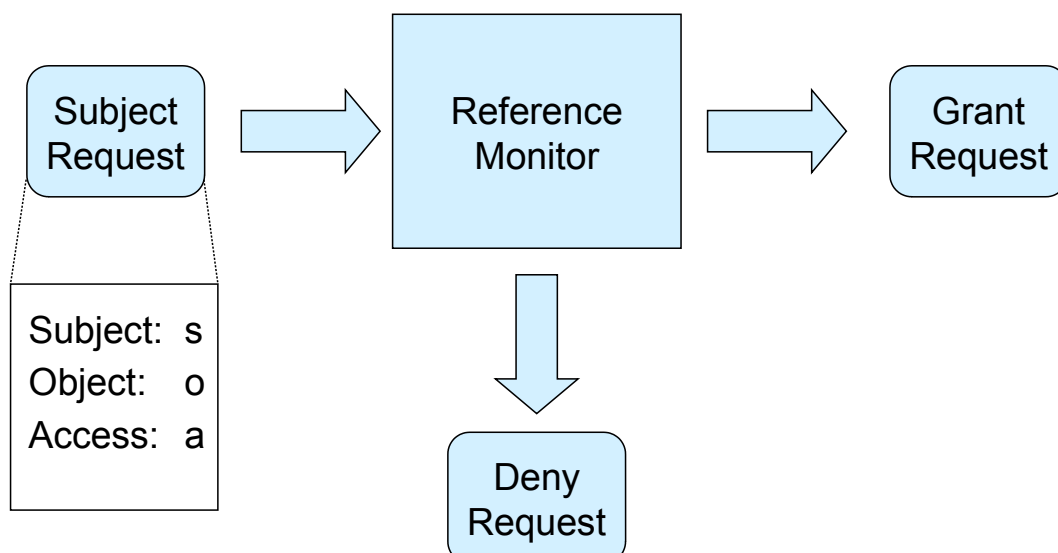 Subject
Request
Reference
Monitor
Grant
Request
Subject: s
Object: o
Access: a
Deny
Request